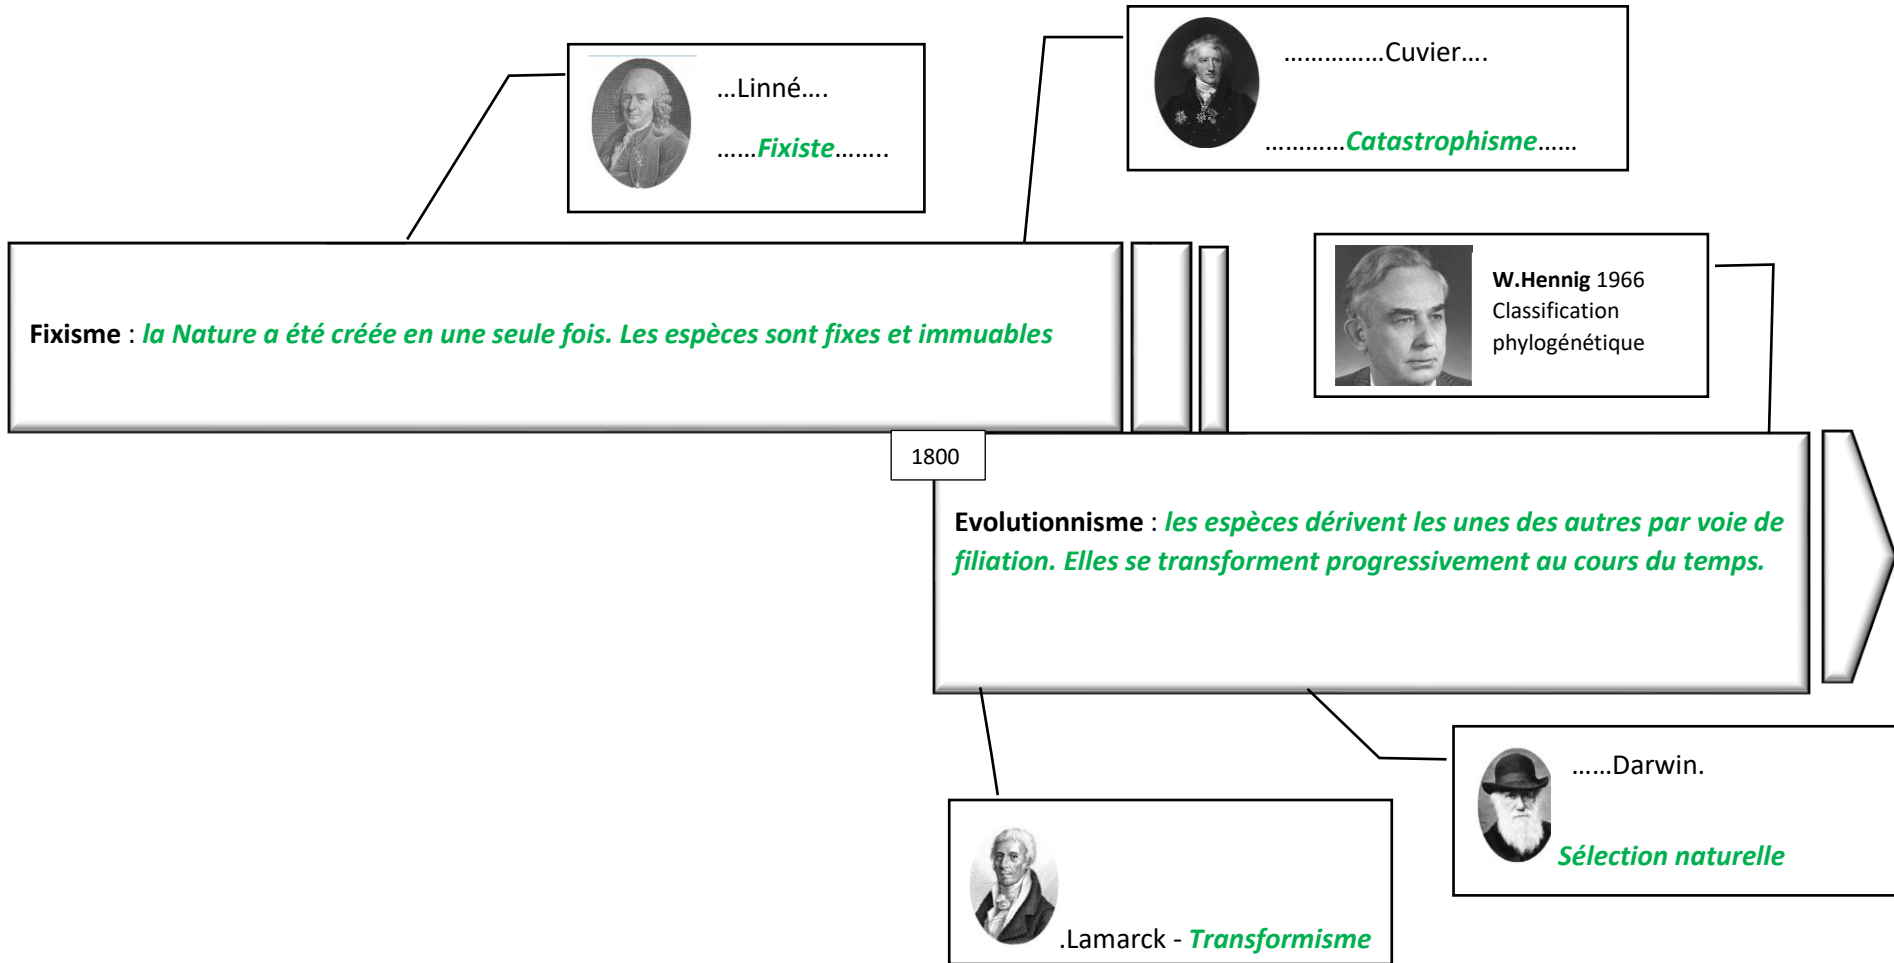 …Linné….
……Fixiste……..
……………Cuvier….
…………Catastrophisme……
Fixisme : la Nature a été créée en une seule fois. Les espèces sont fixes et immuables
W.Hennig 1966
Classification
phylogénétique
1800
Evolutionnisme : les espèces dérivent les unes des autres par voie de
filiation. Elles se transforment progressivement au cours du temps.
……Darwin.
Sélection naturelle
.Lamarck - Transformisme